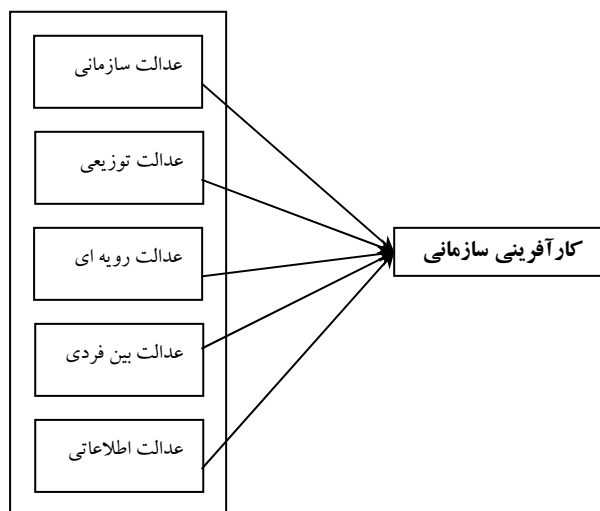 عدالت سازمانی
عدالت توزیعی
عدالت رویه ای
عدالت بین فردی
عدالت اطلاعاتی
کارآفرینی سازمانی